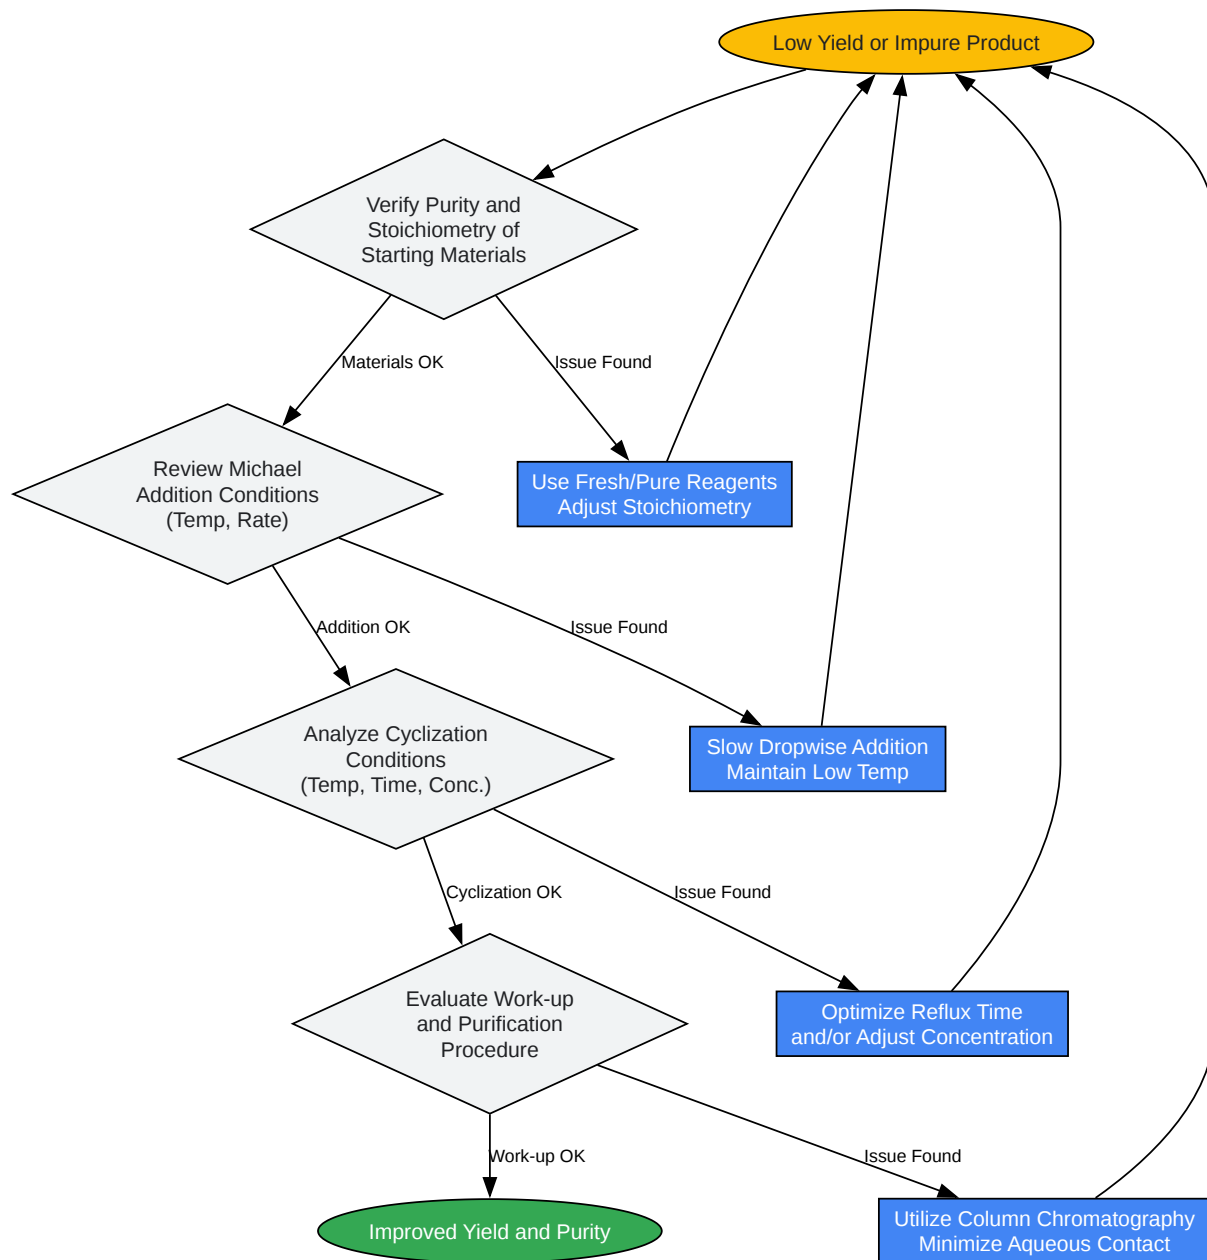 Low Yield or Impure Product
Verify Purity and
Stoichiometry of
Starting Materials
Materials OK
Issue Found
Review Michael
Addition Conditions
(Temp, Rate)
Use Fresh/Pure Reagents
Adjust Stoichiometry
Addition OK
Issue Found
Analyze Cyclization
Conditions
(Temp, Time, Conc.)
Slow Dropwise Addition
Maintain Low Temp
Cyclization OK
Issue Found
Evaluate Work-up
and Purification
Procedure
Optimize Reflux Time
and/or Adjust Concentration
Work-up OK
Issue Found
Improved Yield and Purity
Utilize Column Chromatography
Minimize Aqueous Contact